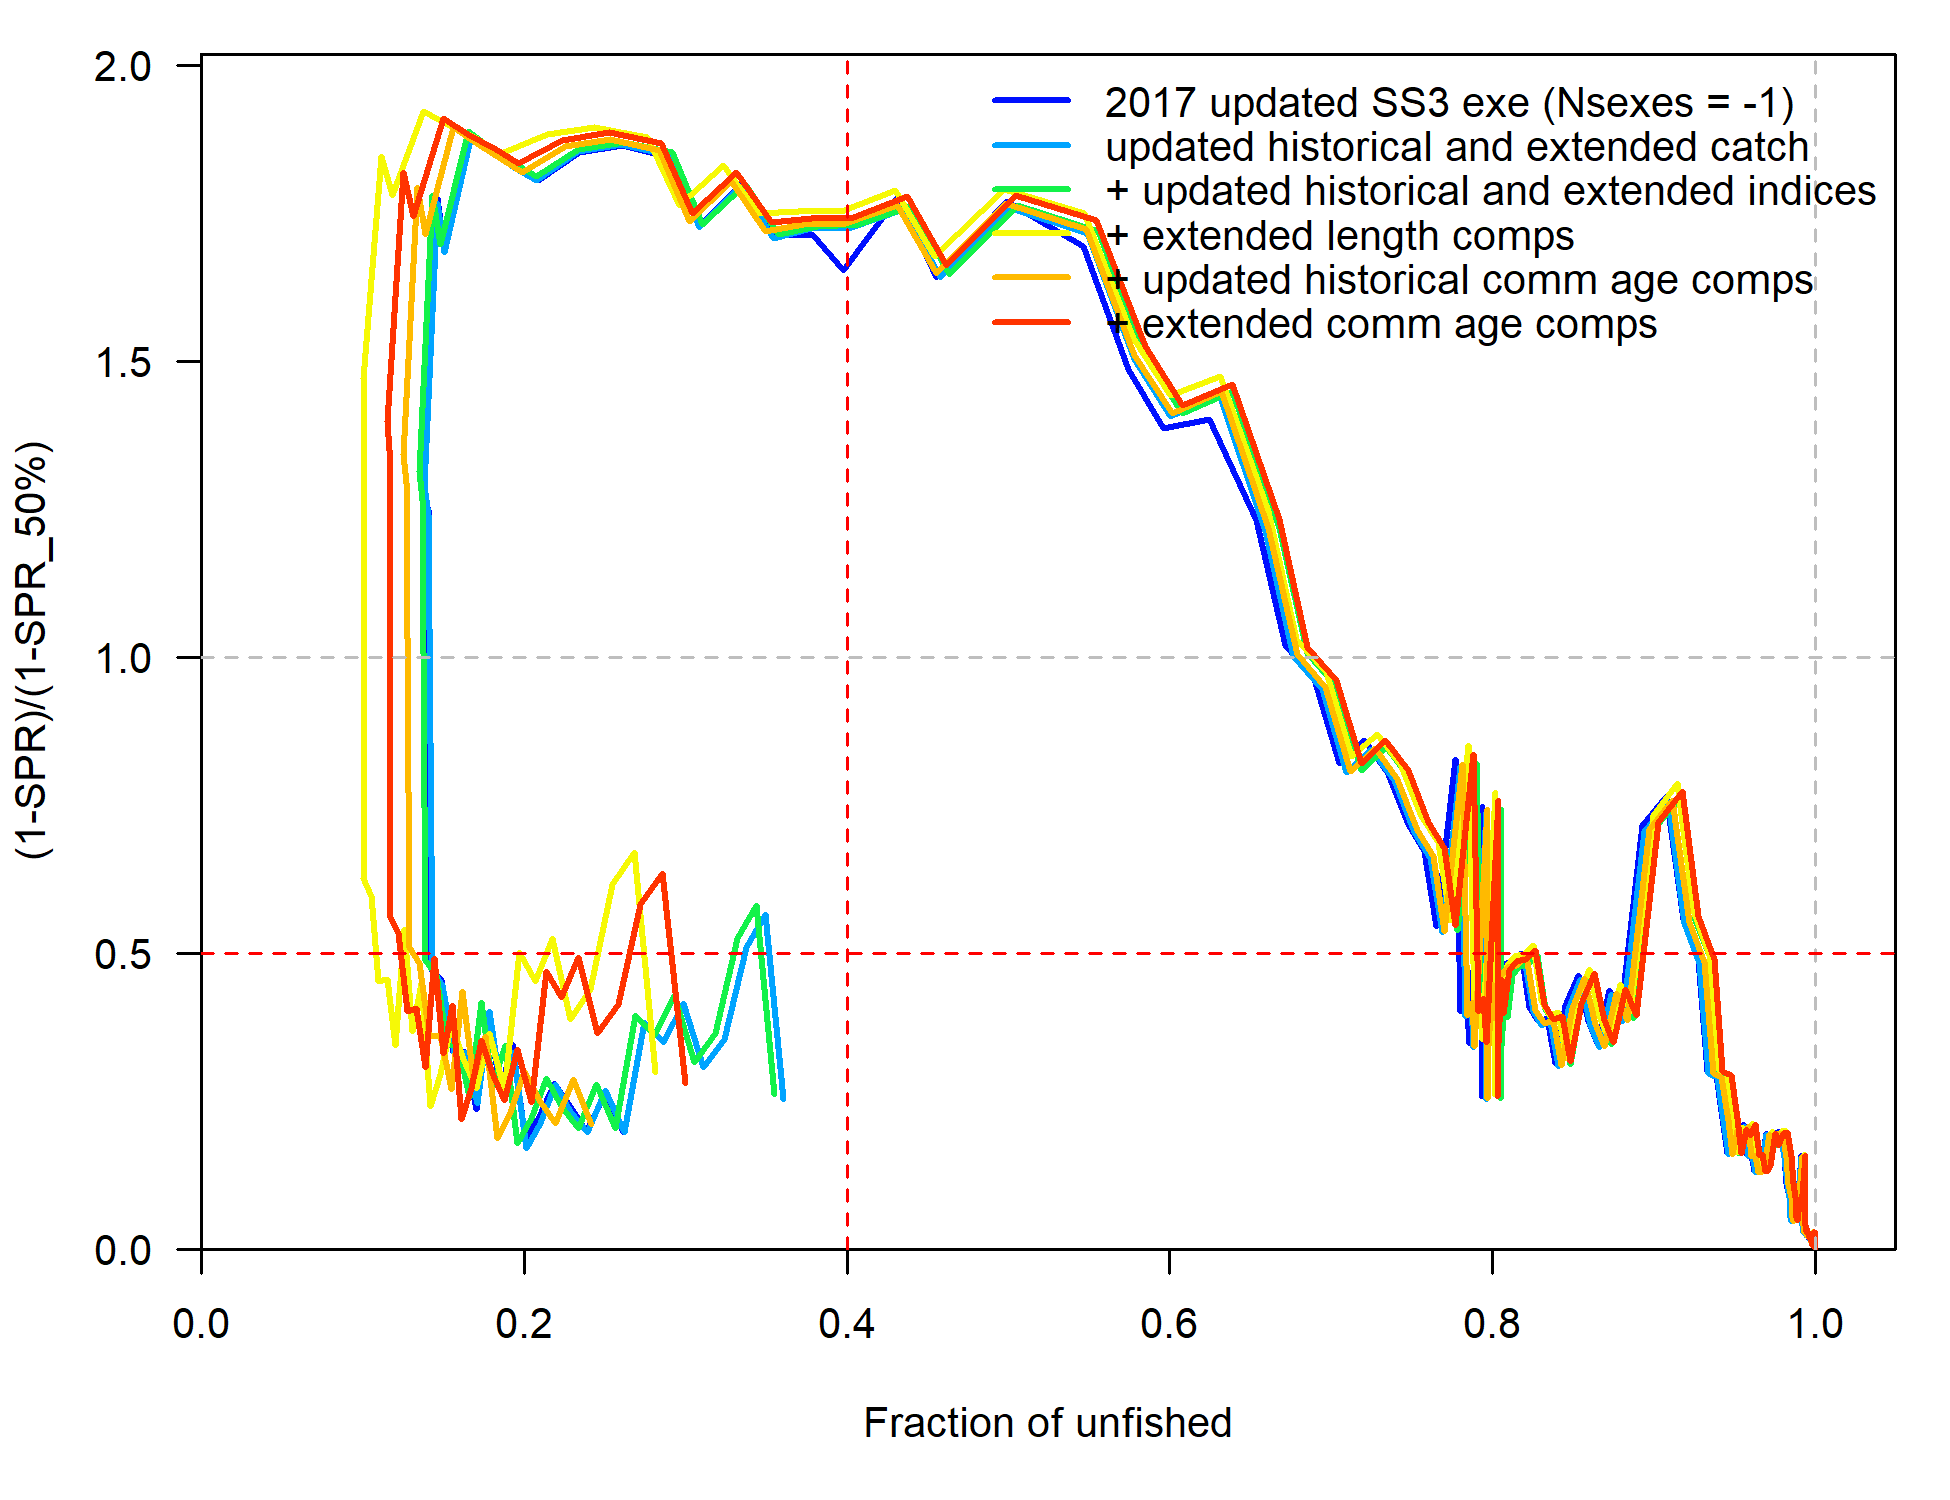 2.0
1.5
1.0
0.5
0.0
(1-SPR)/(1-SPR_50%)
2017 updated SS3 exe (Nsexes = -1)
updated historical and extended catch
+ updated historical and extended indices
+ extended length comps
+ updated historical comm age comps
+ extended comm age comps
0.0 0.2 0.4 0.6 0.8 1.0
Fraction of unfished